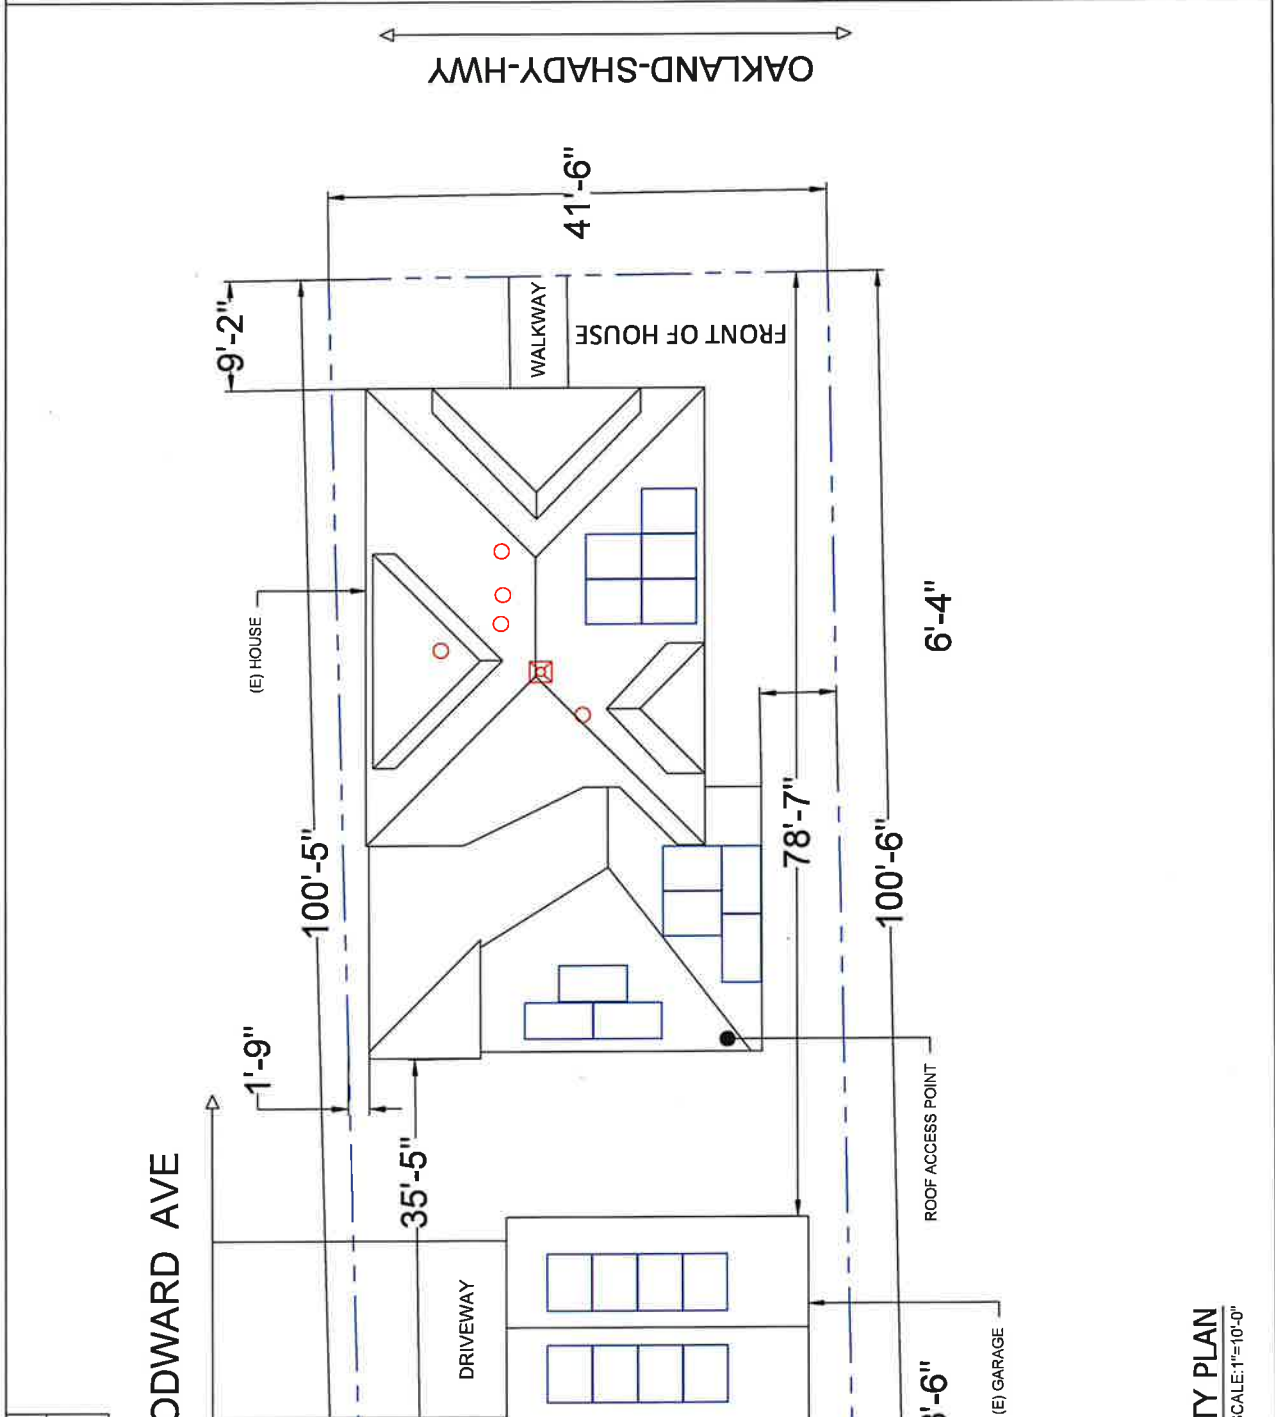 OAKLAND-SHADY-HWY
41'-6"
9'-2"
WALKWAY
FRONT OF HOUSE
(E) HOUSE
6'-4"
100'-5"
78'-7"
100'-6"
1'-9"
35'-5"
ROOF ACCESS POINT
ODWARD AVE
DRIVEWAY
(E) GARAGE
-6"
TY PLAN
SCALE:1"=10'-0"